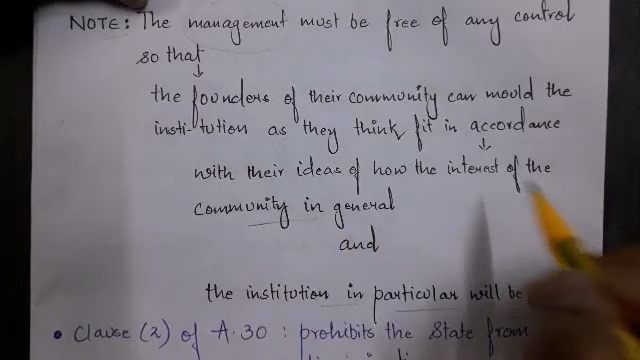 NOTE: The management must be free of any control
so that
the founders of their community can mould the
insti-tution as they think fit in accordance
with their ideas of how the interest of the
community in general
and
the institution in particular will be
• Clause (2) of A.30 : prohibits the State from